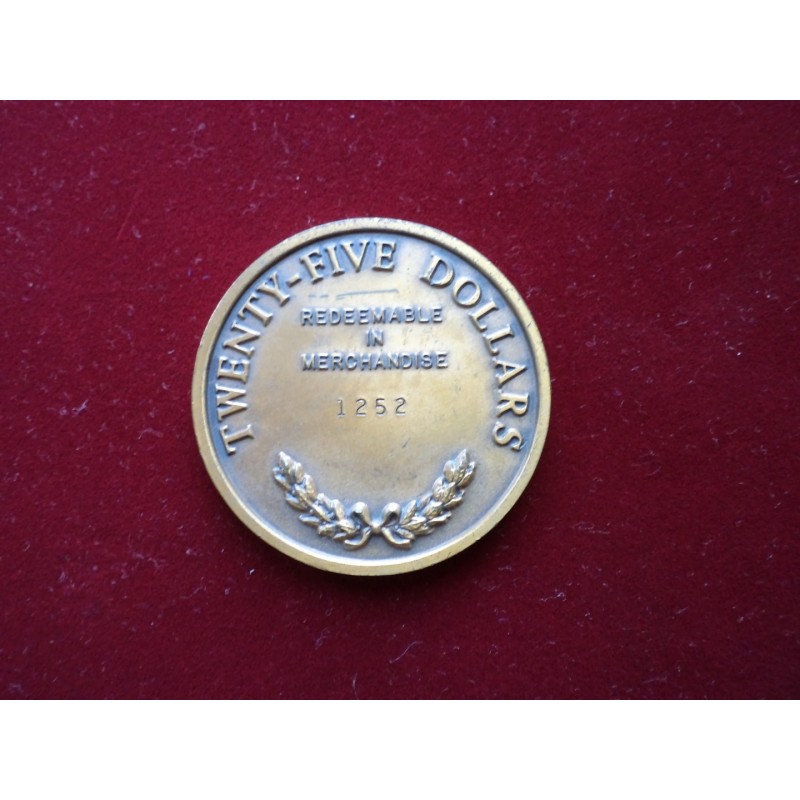 TWENTY-FIVE DOLLARS
REDEEMABLE
IN
MERCHANDISE
1252